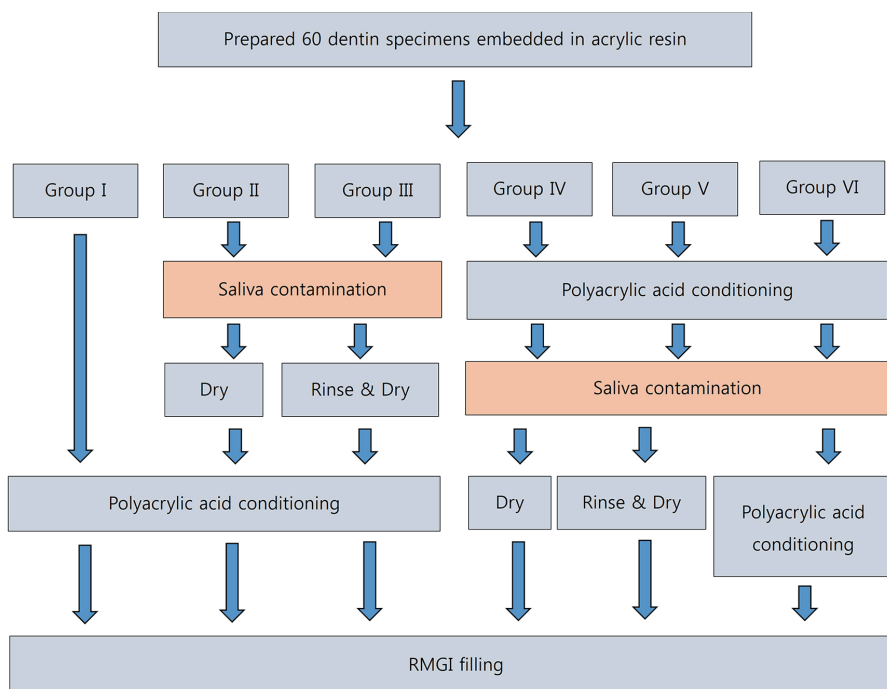 Prepared 60 dentin specimens embedded in acrylic resin
Group I
Group II
Group III
Group IV
Group V
Group VI
Saliva contamination
Polyacrylic acid conditioning
Dry
Rinse & Dry
Saliva contamination
Polyacrylic acid conditioning
Dry
Rinse & Dry
Polyacrylic acid
conditioning
RMGI filling